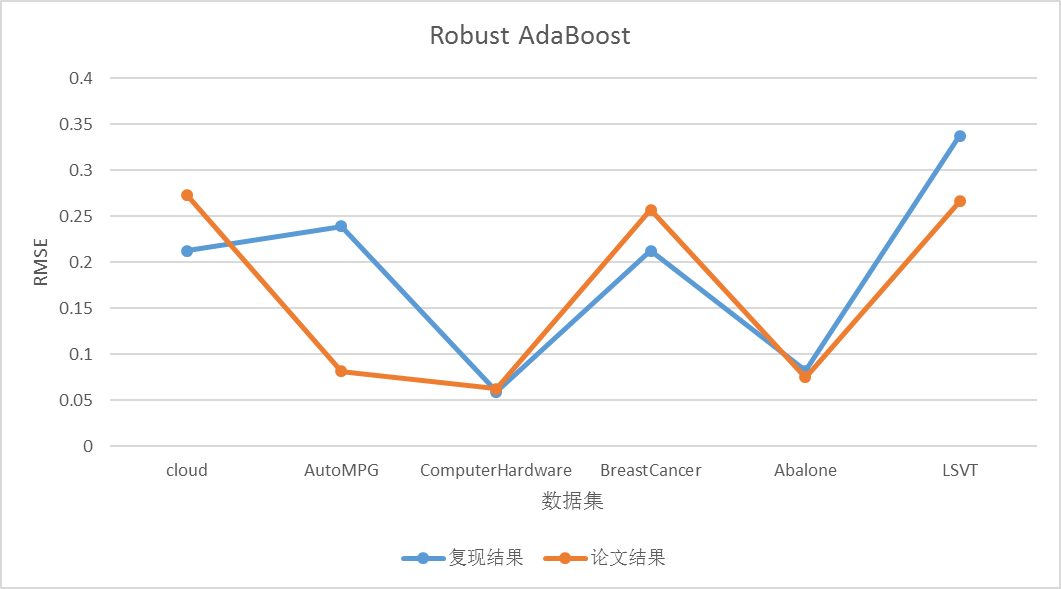 Robust AdaBoost
0.4
0.35
0.3
0.25
0.2
0.15
0.1
0.05
0
RMSE
cloud AutoMPG ComputerHardware BreastCancer Abalone LSVT
数据集
复现结果 论文结果